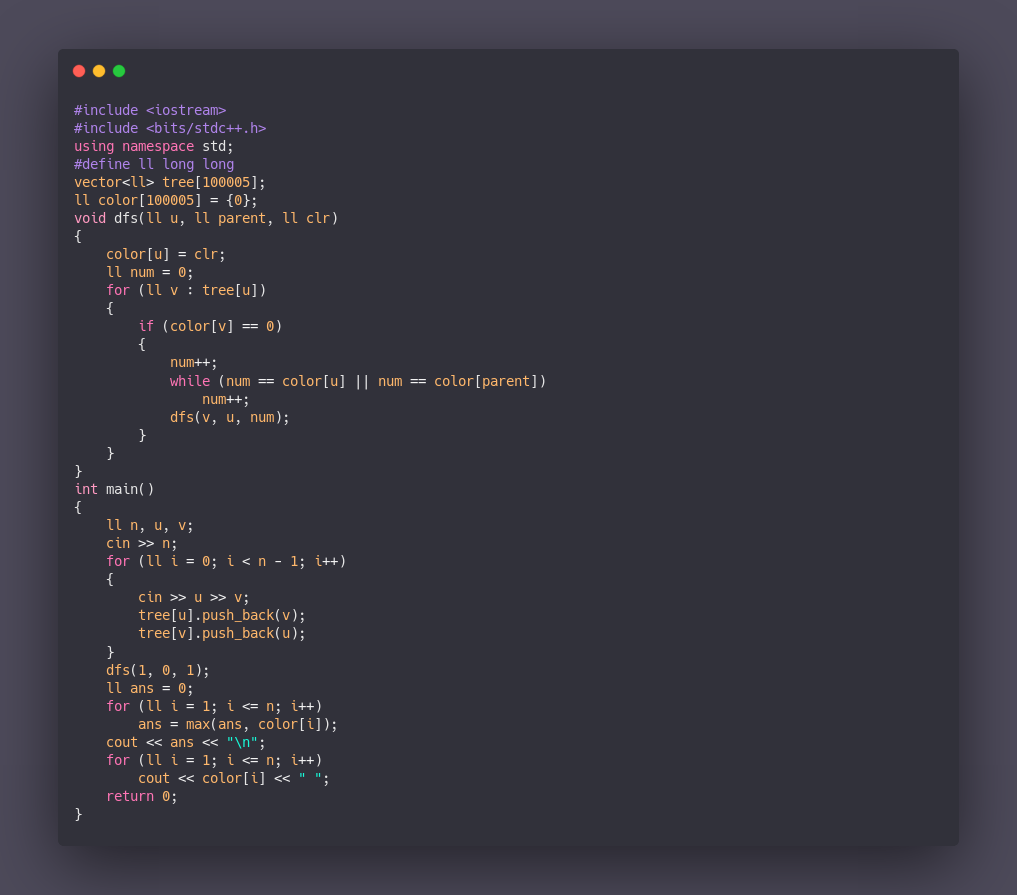 #include <iostream>
#include <bits/stdc++.h>
using namespace std;
#define ll long long
vector<ll> tree[100005];
ll color[100005] = {0};
void dfs(ll u, ll parent, ll clr)
{
    color[u] = clr;
    ll num = 0;
    for (ll v : tree[u])
    {
        if (color[v] == 0)
        {
            num++;
            while (num == color[u] || num == color[parent])
                num++;
            dfs(v, u, num);
        }
    }
}
int main()
{
    ll n, u, v;
    cin >> n;
    for (ll i = 0; i < n - 1; i++)
    {
        cin >> u >> v;
        tree[u].push_back(v);
        tree[v].push_back(u);
    }
    dfs(1, 0, 1);
    ll ans = 0;
    for (ll i = 1; i <= n; i++)
        ans = max(ans, color[i]);
    cout << ans << "\n";
    for (ll i = 1; i <= n; i++)
        cout << color[i] << " ";
    return 0;
}